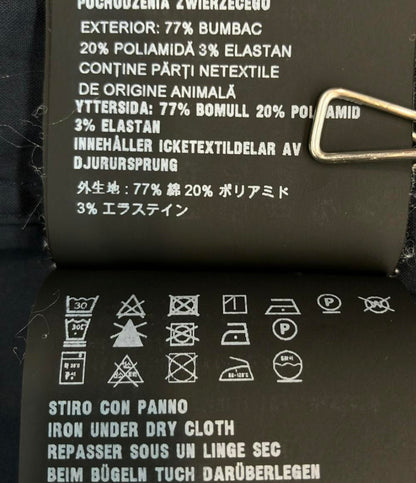 POCHODZENIA ZWIERZĘCEGO
EXTERIOR: 77% BUMBAC
20% POLIAMIDĂ 3% ELASTAN
CONȚINE PĂRȚI NETEXTILE
DE ORIGINE ANIMALĂ
YTTERSIDA: 77% BOMULL 20% POLYAMID
3% ELASTAN
INNEHÅLLER ICKETEXTILDELAR AV
DJURURSPRUNG
外生地 : 77% 綿 20% ポリアミド
3% エラステイン
30 P
30C P
STIRO CON PANNO
IRON UNDER DRY CLOTH
REPASSER SOUS UN LINGE SEC
BEIM BÜGELN TUCH DARÜBERLEGEN